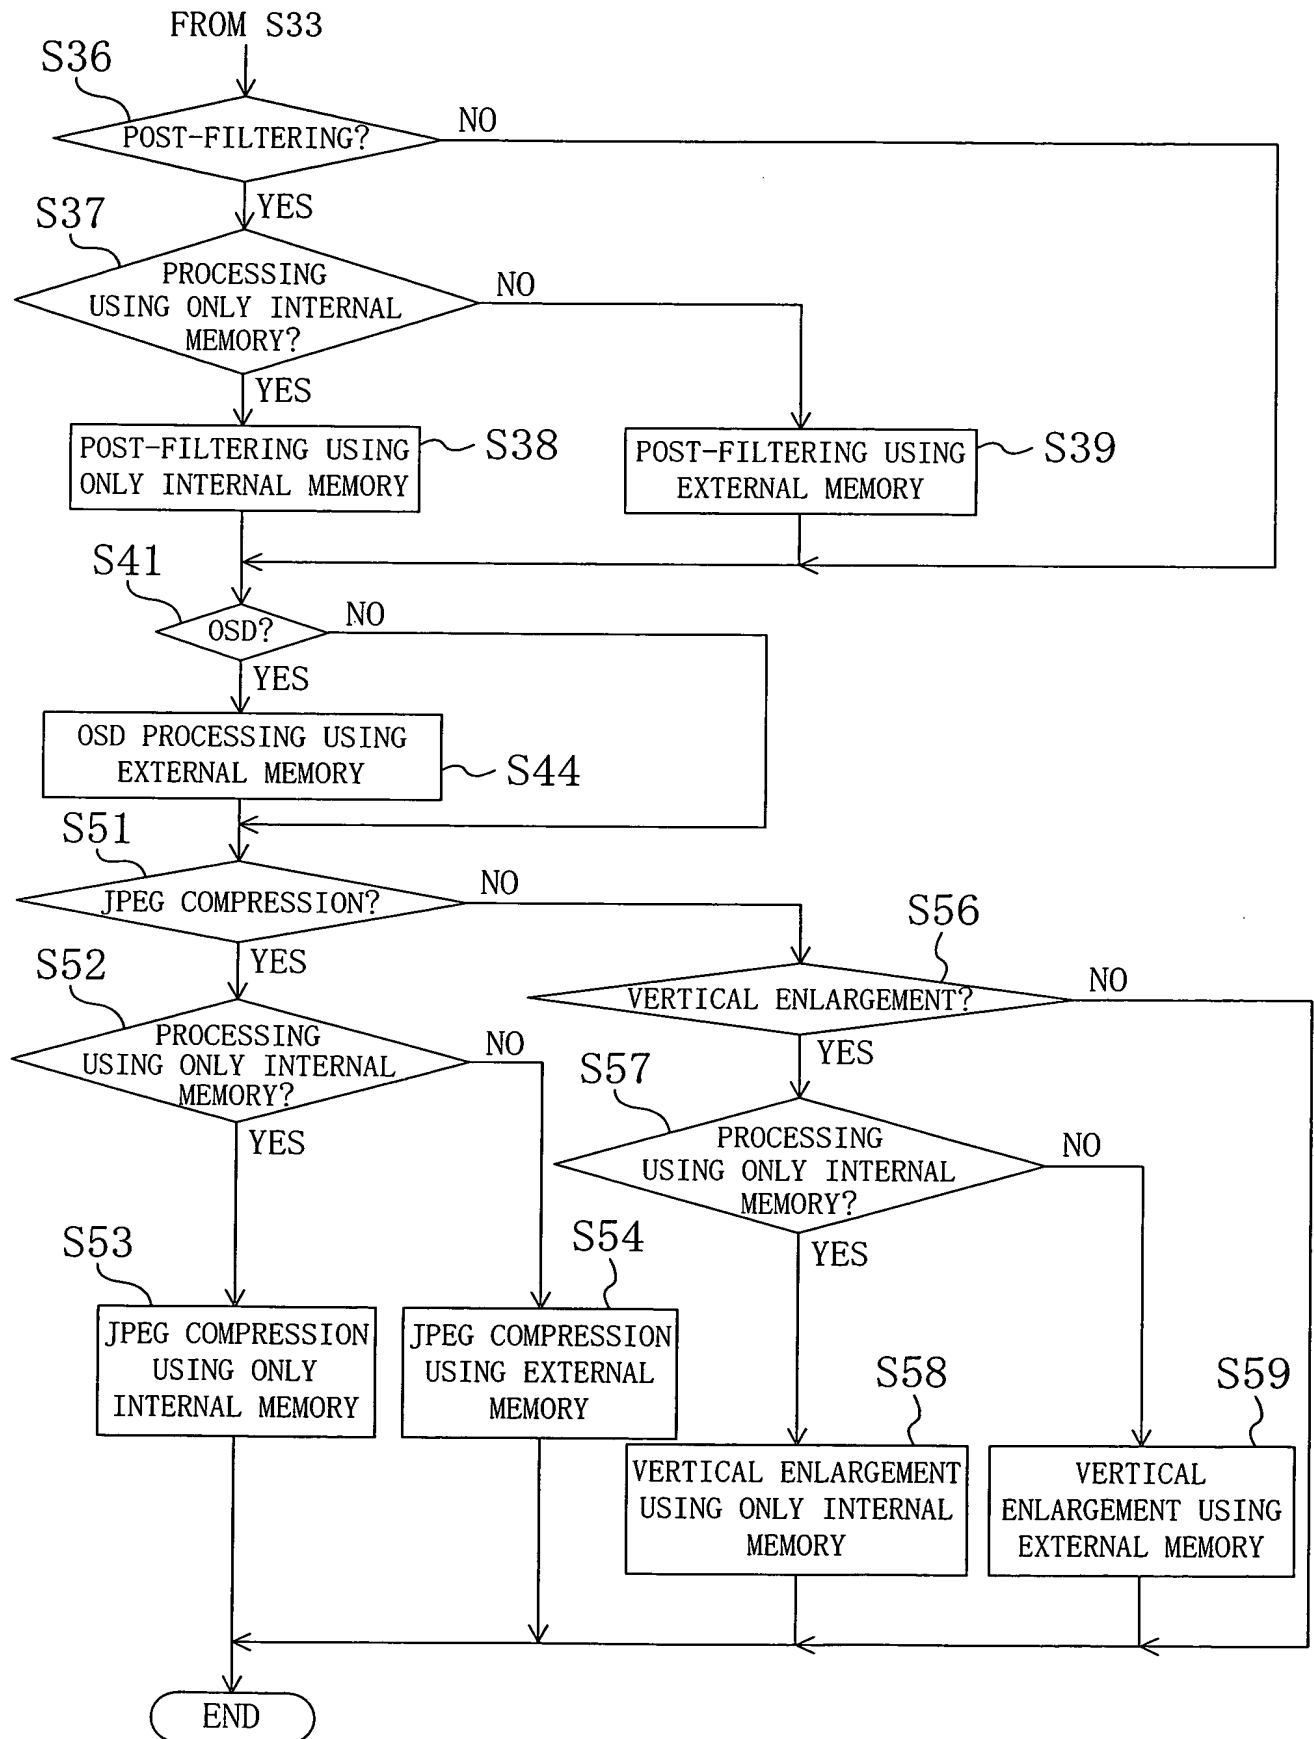 FROM S33
S36
POST-FILTERING?
NO
YES
S37
PROCESSING
USING ONLY INTERNAL
MEMORY?
NO
YES
POST-FILTERING USING
ONLY INTERNAL MEMORY
S38
POST-FILTERING USING
EXTERNAL MEMORY
S39
S41
OSD?
NO
YES
OSD PROCESSING USING
EXTERNAL MEMORY
S44
S51
JPEG COMPRESSION?
NO
YES
S56
VERTICAL ENLARGEMENT?
NO
YES
S52
PROCESSING
USING ONLY INTERNAL
MEMORY?
NO
YES
S57
PROCESSING
USING ONLY INTERNAL
MEMORY?
NO
YES
S53
JPEG COMPRESSION
USING ONLY
INTERNAL MEMORY
S54
JPEG COMPRESSION
USING EXTERNAL
MEMORY
S58
VERTICAL ENLARGEMENT
USING ONLY INTERNAL
MEMORY
S59
VERTICAL
ENLARGEMENT USING
EXTERNAL MEMORY
END